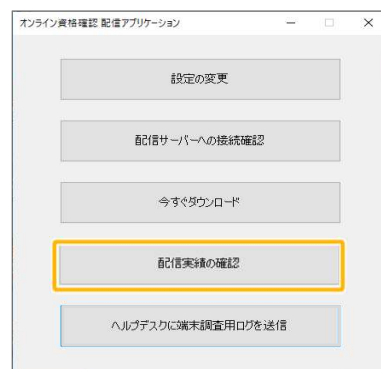 オンライン資格確認 配信アプリケーション
設定の変更
配信サーバーへの接続確認
今すぐダウンロード
配信実績の確認
ヘルプデスクに端末調査用ログを送信